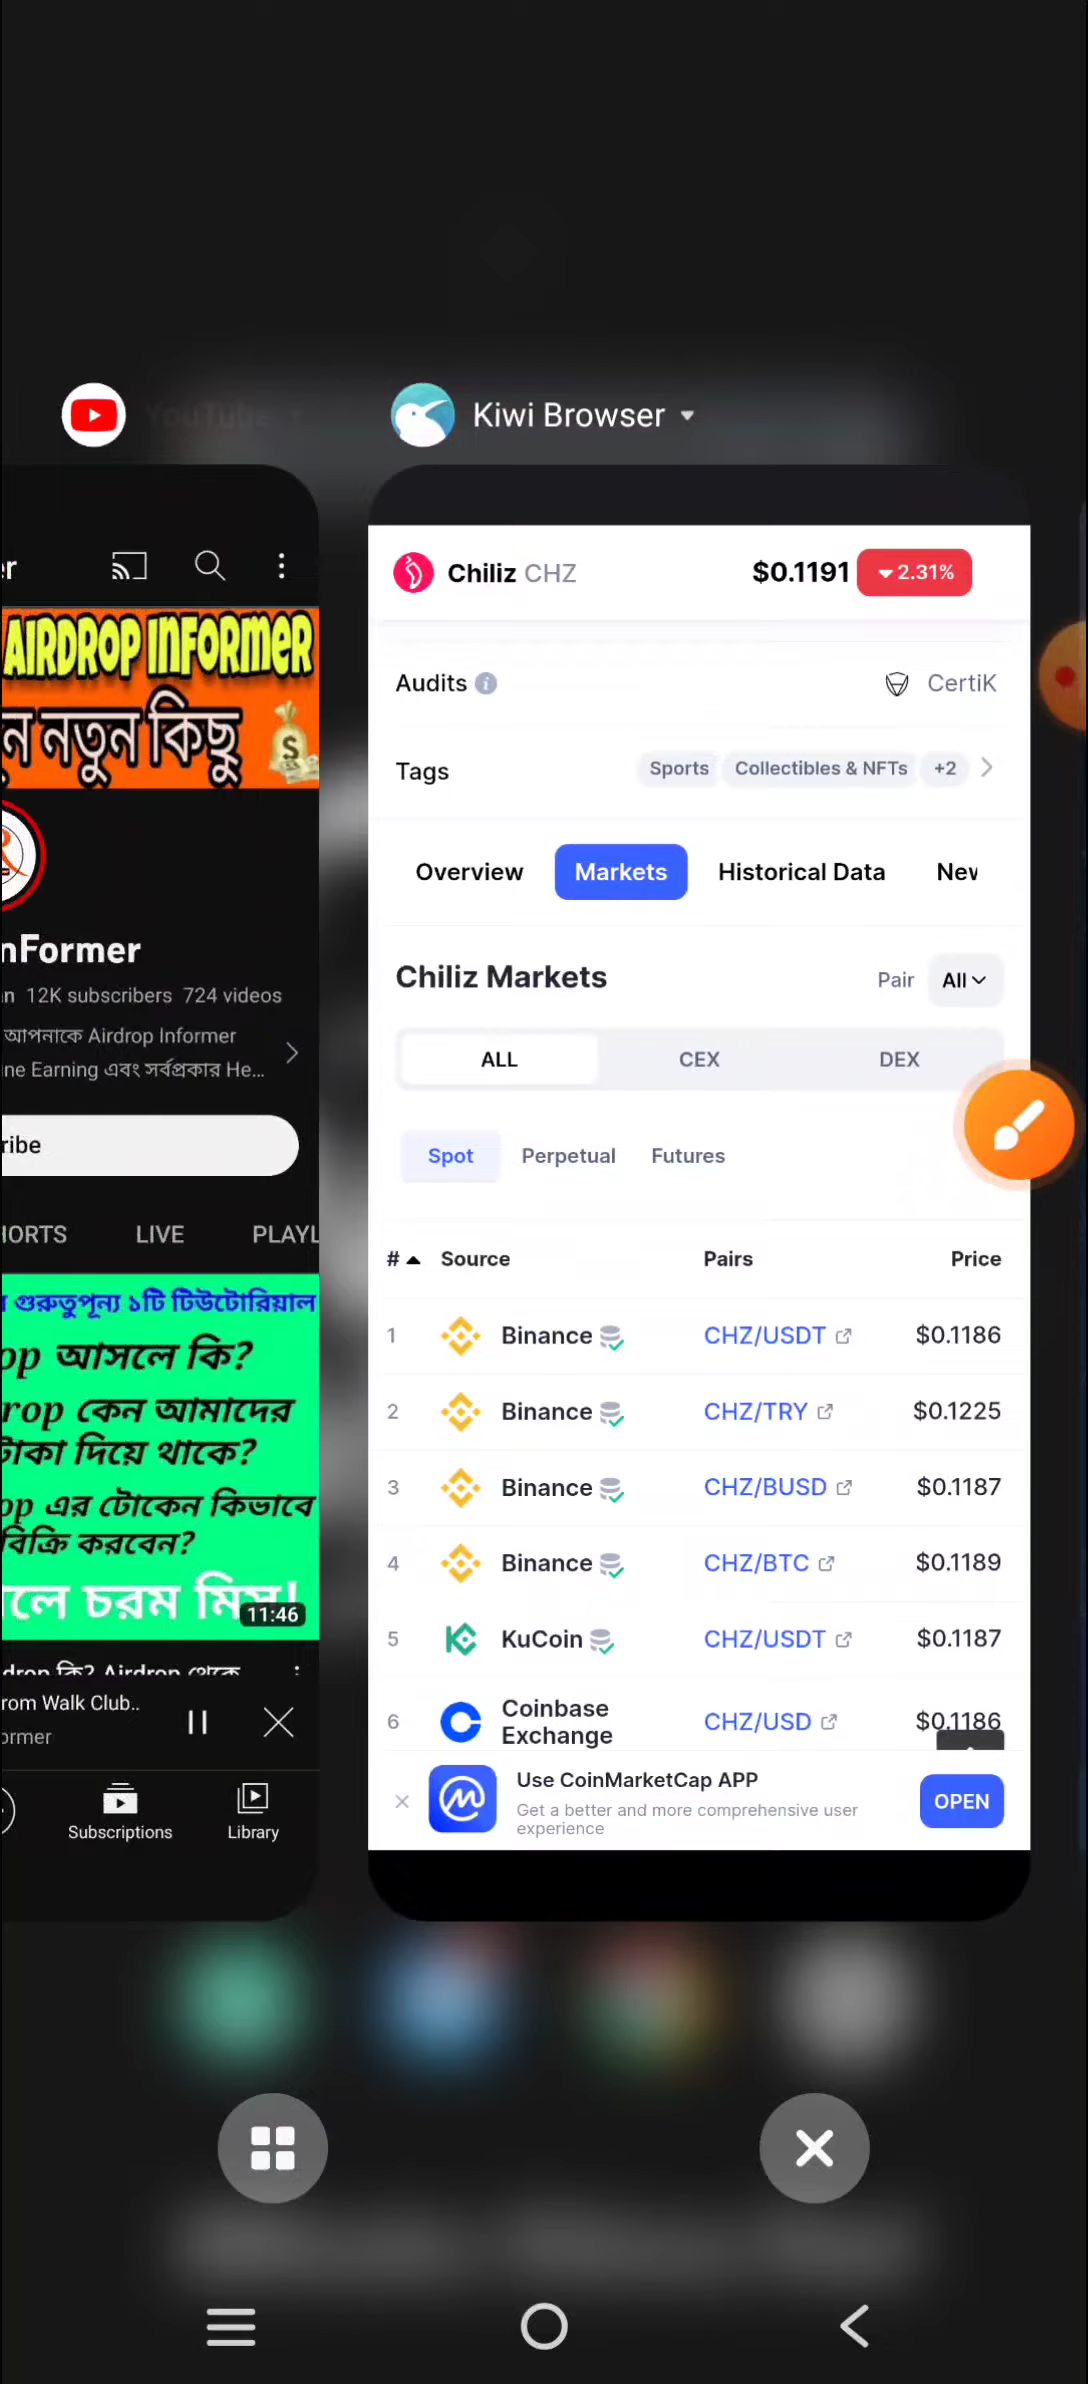 YouTube
Kiwi Browser
er
AIRDROP INFORMER
নতুন কিছু
nFormer
n 12K subscribers 724 videos
আপনাকে Airdrop Informer
ne Earning এবং সর্বপ্রকার He...
ribe
HORTS LIVE PLAYL
গুরুত্বপূন্য ১টি টিউটোরিয়াল
op আসলে কি?
rop কেন আমাদের
টাকা দিয়ে থাকে?
op এর টোকেন কিভাবে
বিক্রি করবেন?
লে চরম মিস!
11:46
drop কি? Airdrop থেকে
rom Walk Club..
ormer
Subscriptions
Library
Chiliz CHZ $0.1191 2.31%
Audits CertiK
Tags Sports Collectibles & NFTs +2
Overview Markets Historical Data Nev
Chiliz Markets Pair All
ALL CEX DEX
Spot Perpetual Futures
# Source Pairs Price
1 Binance CHZ/USDT $0.1186
2 Binance CHZ/TRY $0.1225
3 Binance CHZ/BUSD $0.1187
4 Binance CHZ/BTC $0.1189
5 KuCoin CHZ/USDT $0.1187
6 Coinbase Exchange CHZ/USD $0.1186
Use CoinMarketCap APP
Get a better and more comprehensive user
experience
OPEN